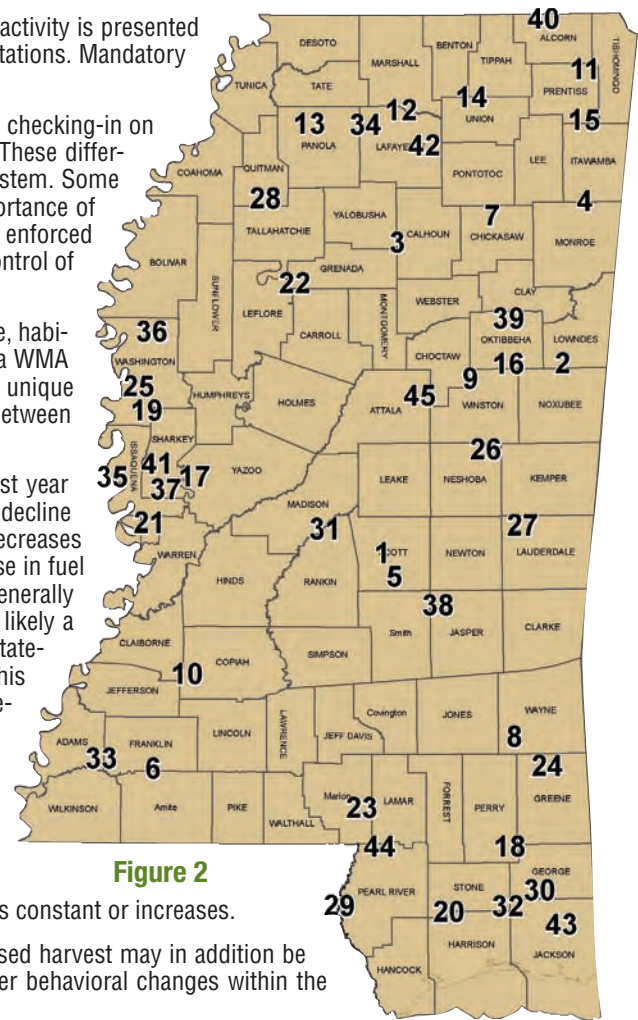 activity is presented
tations. Mandatory
checking-in on
These differ-
stem. Some
ortance of
enforced
ontrol of
e, habi-
a WMA
unique
etween
st year
decline
ecreases
se in fuel
enerally
likely a
tate-
his
e-
s constant or increases.
sed harvest may in addition be
er behavioral changes within the
Figure 2
40
DESOTO
BENTON
TIPPAH
ALCORN
TISHOMINGO
MARSHALL
11
TUNICA
TATE
PRENTISS
14
UNION
12
13
PANOLA
34
LAFAYE
42
15
LEE
ITAWAMBA
COAHOMA
QUITMAN
PONTOTOC
28
YALOBUSHA
7
4
TALLAHATCHIE
3
CALHOUN
CHICKASAW
MONROE
BOLIVAR
SUNFLOWER
GRENADA
22
LEFLORE
CLAY
WEBSTER
MONTGOMERY
39
CARROLL
OKTIBBEHA
LOWNDES
36
WASHINGTON
CHOCTAW
16
2
9
25
HUMPHREYS
HOLMES
45
ATTALA
WINSTON
NOXUBEE
19
SHARKEY
ISSAQUENA
35
41
17
37
YAZOO
26
LEAKE
NESHOBA
KEMPER
MADISON
21
WARREN
31
27
1
COTT
NEWTON
LAUDERDALE
HINDS
RANKIN
5
38
CLAIBORNE
Smith
JASPER
CLARKE
COPIAH
SIMPSON
10
JEFFERSON
WAYNE
LAWRENCE
Covington
JONES
ADAMS
FRANKLIN
LINCOLN
JEFF DAVIS
8
33
6
24
WILKINSON
Amite
PIKE
WALTHALL
Marion
23
LAMAR
FORREST
PERRY
GREENE
44
18
GEORGE
29
PEARL RIVER
STONE
30
20
32
43
HARRISON
JACKSON
HANCOCK